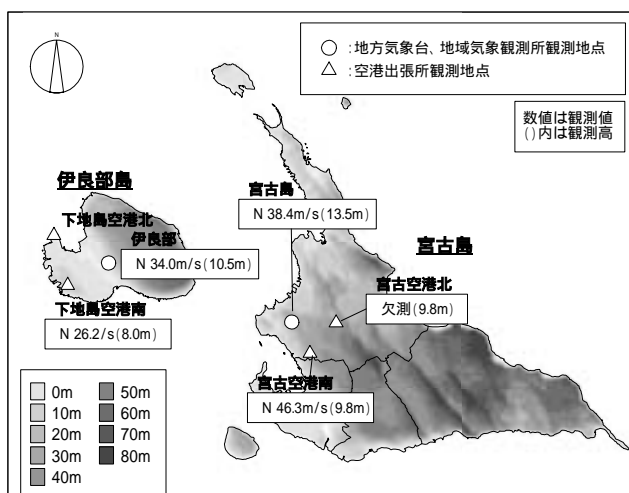 ○ :地方気象台、地域気象観測所観測地点
△ :空港出張所観測地点
数値は観測値
()内は観測高
伊良部島
下地島空港北
伊良部
N 34.0m/s(10.5m)
下地島空港南
N 26.2/s(8.0m)
宮古島
N 38.4m/s(13.5m)
宮古島
宮古空港北
欠測(9.8m)
宮古空港南
N 46.3m/s(9.8m)
0m
10m
20m
30m
40m
50m
60m
70m
80m